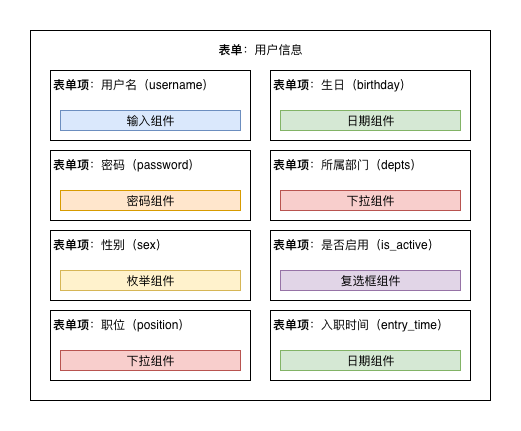 表单：用户信息
表单项：用户名（username）
输入组件
表单项：生日（birthday）
日期组件
表单项：密码（password）
密码组件
表单项：所属部门（depts）
下拉组件
表单项：性别（sex）
枚举组件
表单项：是否启用（is_active）
复选框组件
表单项：职位（position）
下拉组件
表单项：入职时间（entry_time）
日期组件